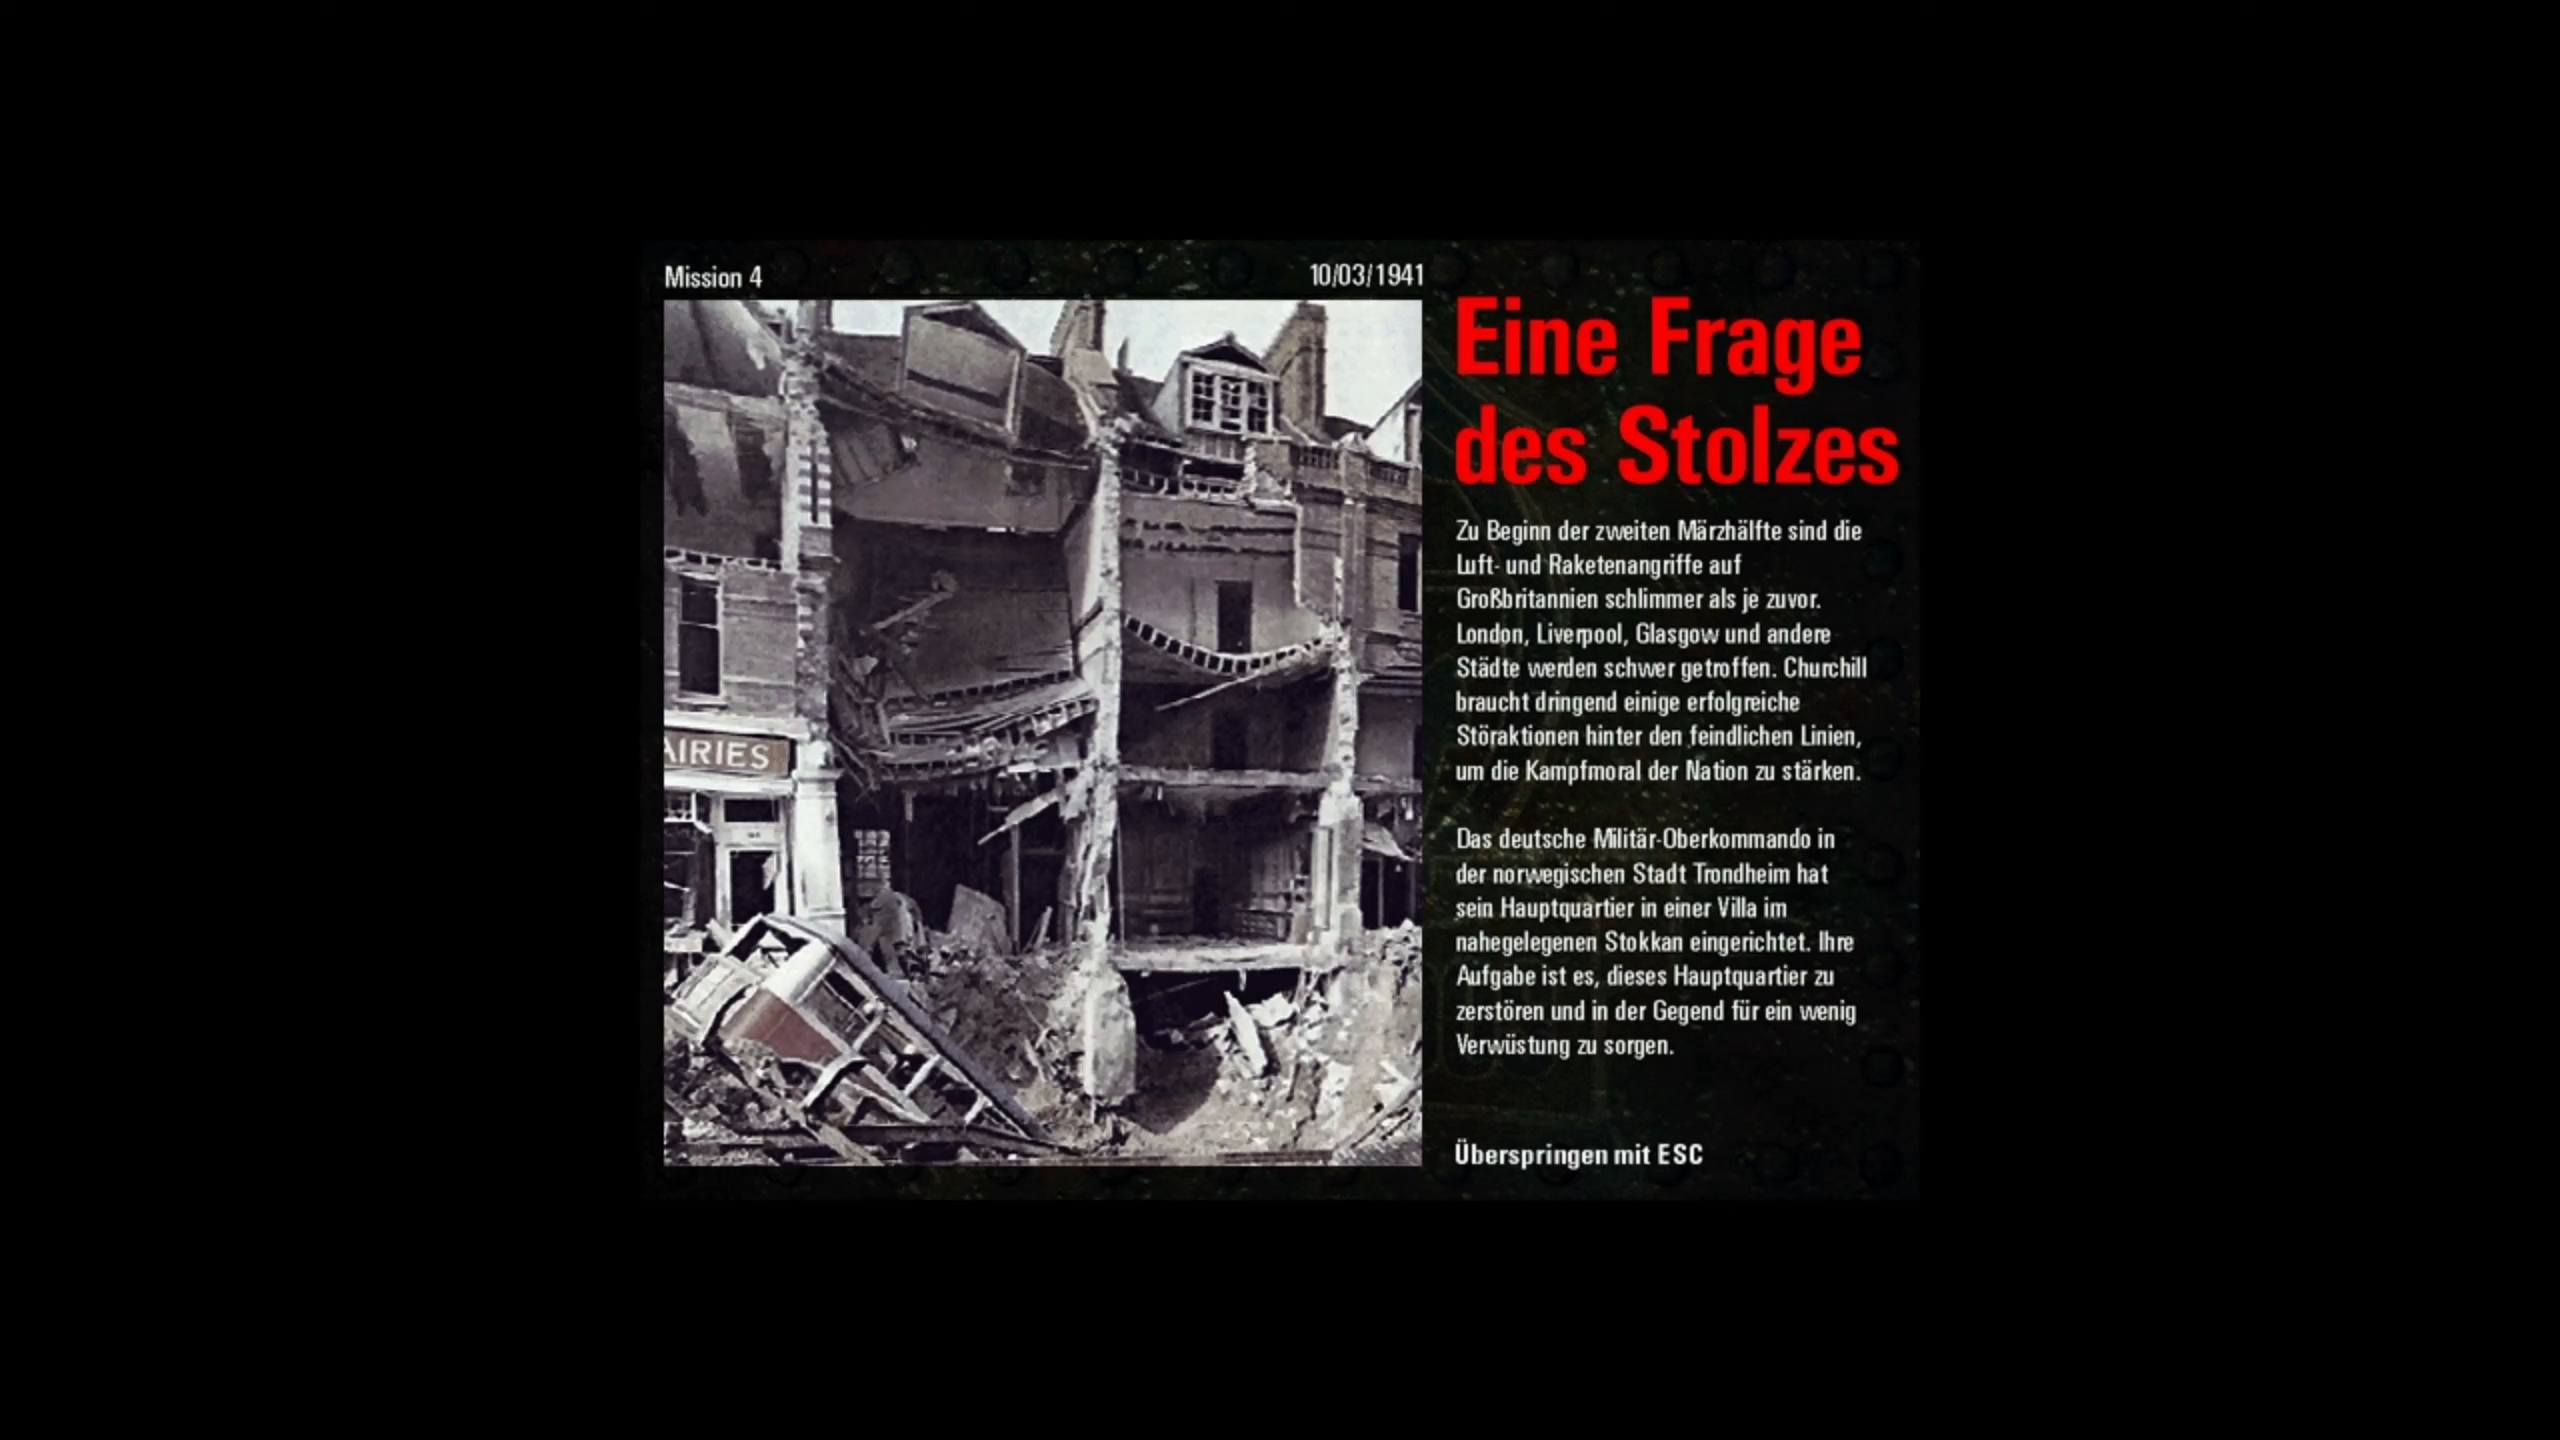 Mission 4
10/03/1941
Eine Frage
des Stolzes
Zu Beginn der zweiten Märzhälfte sind die
Luft- und Raketenangriffe auf
Großbritannien schlimmer als je zuvor.
London, Liverpool, Glasgow und andere
Städte werden schwer getroffen. Churchill
braucht dringend einige erfolgreiche
Störaktionen hinter den feindlichen Linien,
um die Kampfmoral der Nation zu stärken.
Das deutsche Militär-Oberkommando in
der norwegischen Stadt Trondheim hat
sein Hauptquartier in einer Villa im
nahegelegenen Stokkan eingerichtet. Ihre
Aufgabe ist es, dieses Hauptquartier zu
zerstören und in der Gegend für ein wenig
Verwüstung zu sorgen.
AIRIES
Überspringen mit ESC